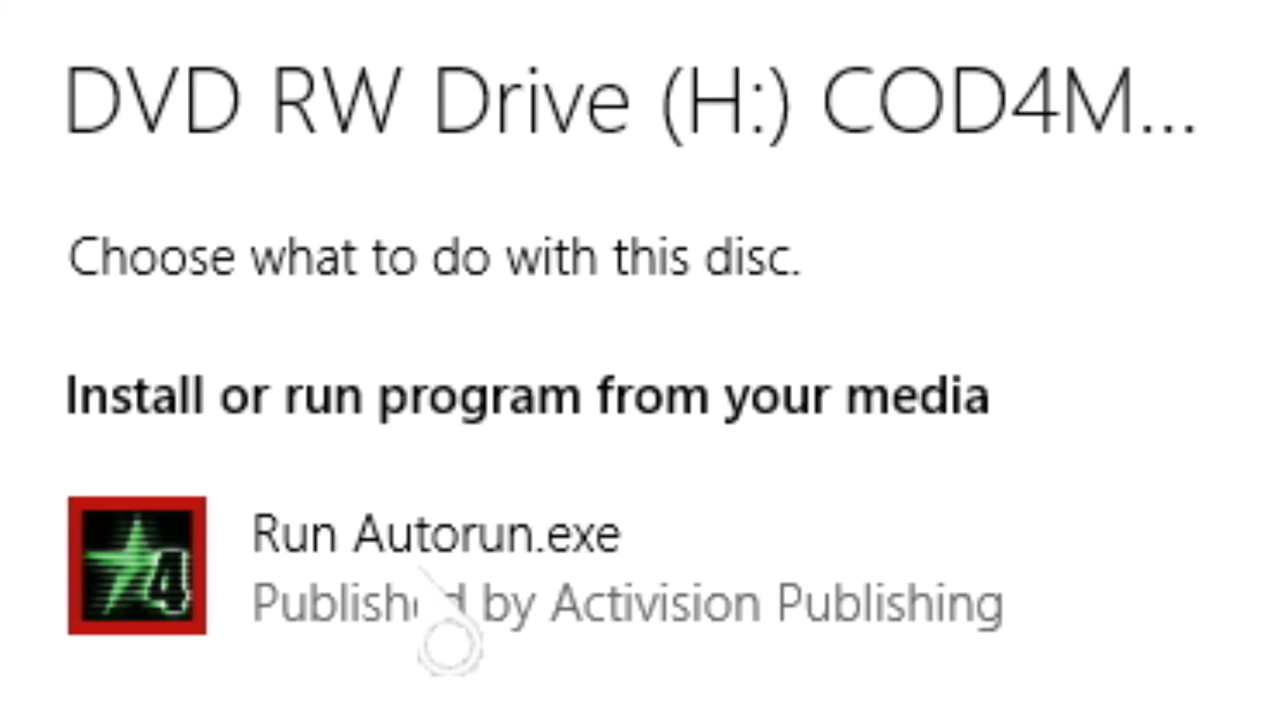 DVD RW Drive (H:) COD4M...
Choose what to do with this disc.
Install or run program from your media
4
Run Autorun.exe
Published by Activision Publishing